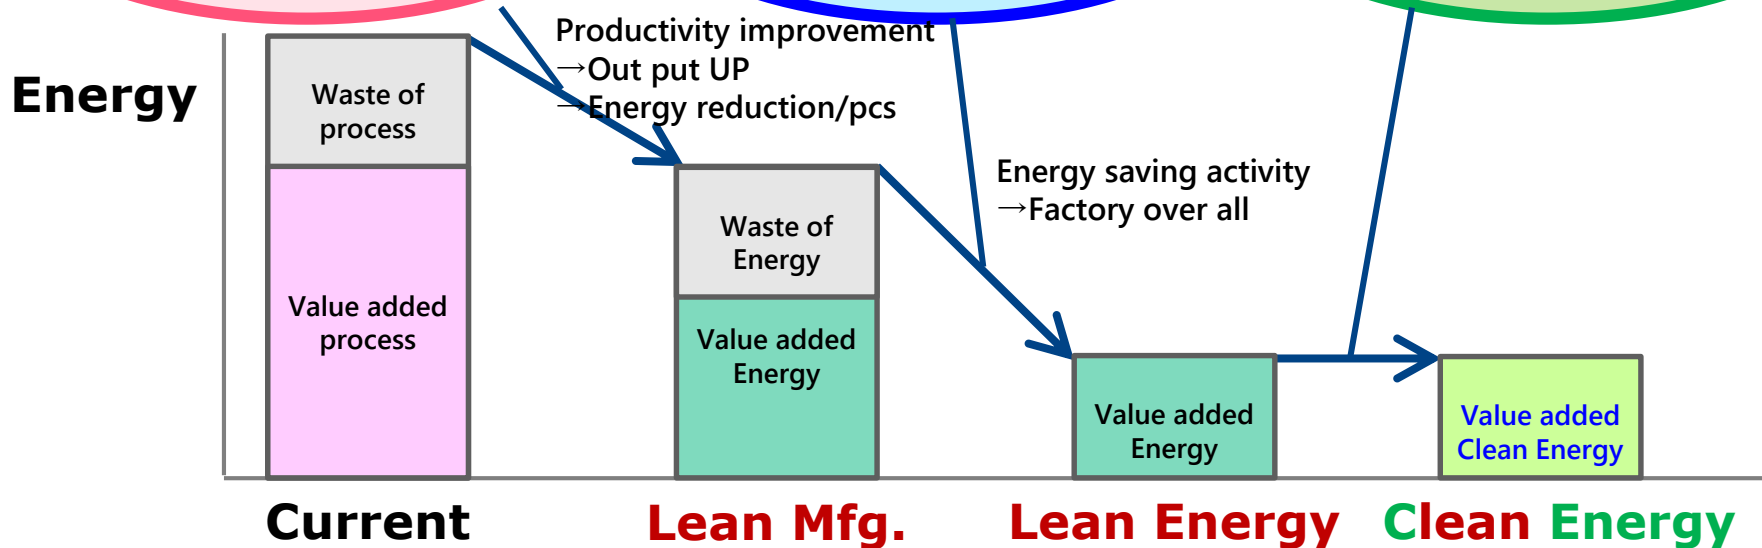 Productivity improvement
→Out put UP
→Energy reduction/pcs
Energy
Waste of
process
Value added
process
Waste of
Energy
Value added
Energy
Energy saving activity
→Factory over all
Value added
Energy
Value added
Clean Energy
Current
Lean Mfg.
Lean Energy
Clean Energy